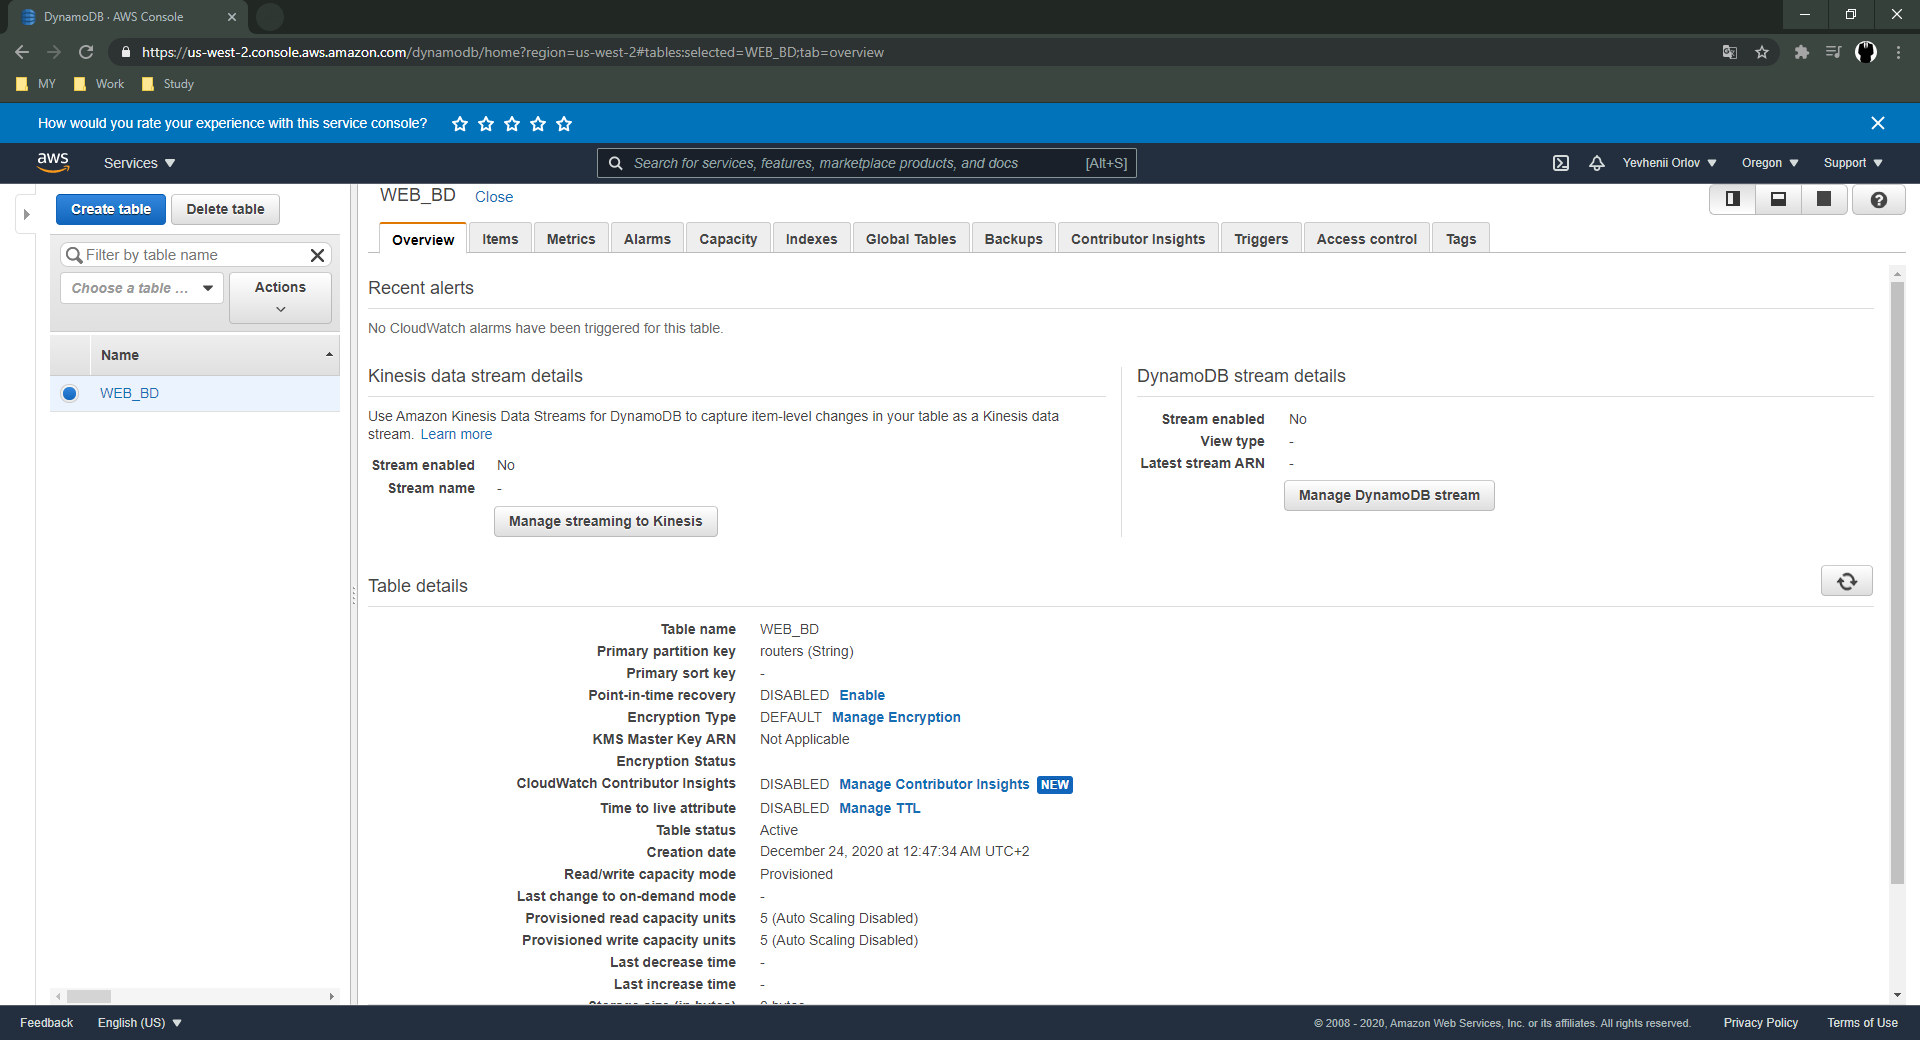 DynamoDB · AWS Console
https://us-west-2.console.aws.amazon.com/dynamodb/home?region=us-west-2#tables:selected=WEB_BD;tab=overview
MY Work Study
How would you rate your experience with this service console?
aws Services Search for services, features, marketplace products, and docs [Alt+S] Yevhenii Orlov Oregon Support
Create table Delete table
Filter by table name
Choose a table ... Actions
Name
WEB_BD
WEB_BD Close
Overview Items Metrics Alarms Capacity Indexes Global Tables Backups Contributor Insights Triggers Access control Tags
Recent alerts
No CloudWatch alarms have been triggered for this table.
Kinesis data stream details
Use Amazon Kinesis Data Streams for DynamoDB to capture item-level changes in your table as a Kinesis data
stream. Learn more
Stream enabled No
Stream name -
Manage streaming to Kinesis
DynamoDB stream details
Stream enabled No
View type -
Latest stream ARN -
Manage DynamoDB stream
Table details
Table name WEB_BD
Primary partition key routers (String)
Primary sort key -
Point-in-time recovery DISABLED Enable
Encryption Type DEFAULT Manage Encryption
KMS Master Key ARN Not Applicable
Encryption Status
CloudWatch Contributor Insights DISABLED Manage Contributor Insights NEW
Time to live attribute DISABLED Manage TTL
Table status Active
Creation date December 24, 2020 at 12:47:34 AM UTC+2
Read/write capacity mode Provisioned
Last change to on-demand mode -
Provisioned read capacity units 5 (Auto Scaling Disabled)
Provisioned write capacity units 5 (Auto Scaling Disabled)
Last decrease time -
Last increase time -
Storage size (in bytes) 0 bytes
Feedback English (US) © 2008 - 2020, Amazon Web Services, Inc. or its affiliates. All rights reserved. Privacy Policy Terms of Use